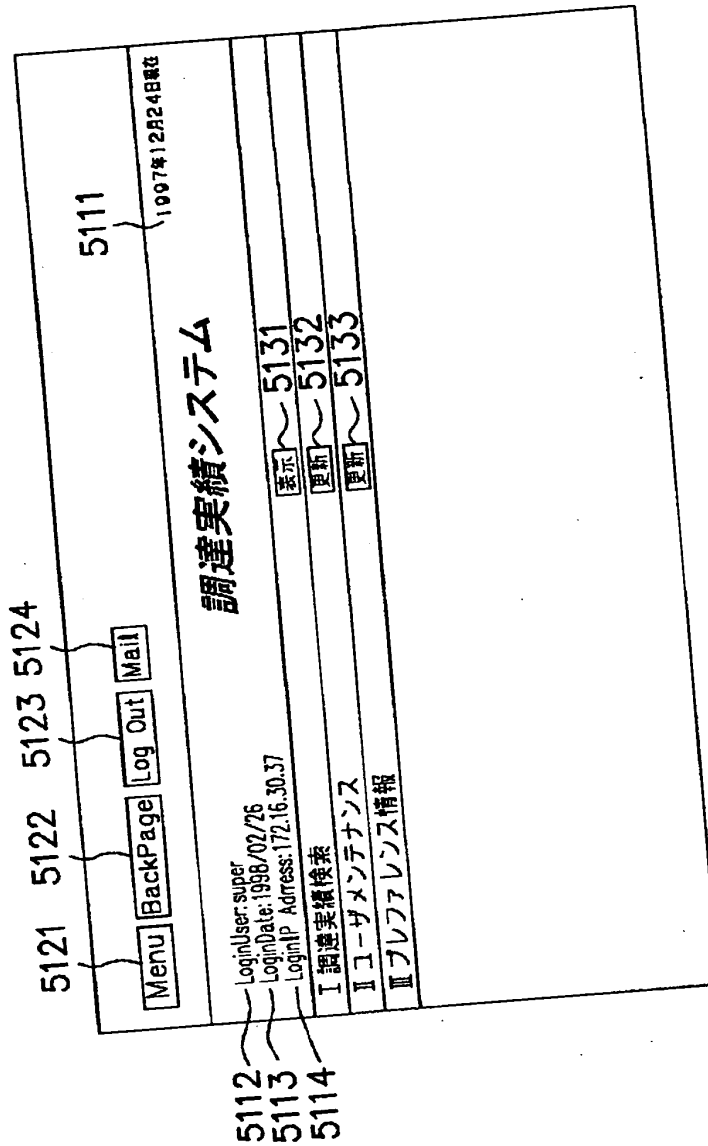 5121 5122 5123 5124
5111
Menu BackPage Log Out Mail
1997年12月24日現在
調達実績システム
5112 LoginUser:super
5113 LoginDate:1998/02/26
5114 LoginIP Adrress:172.16.30.37
I 調達実績検索 表示 5131
II ユーザメンテナンス 更新 5132
III プレファレンス情報 更新 5133